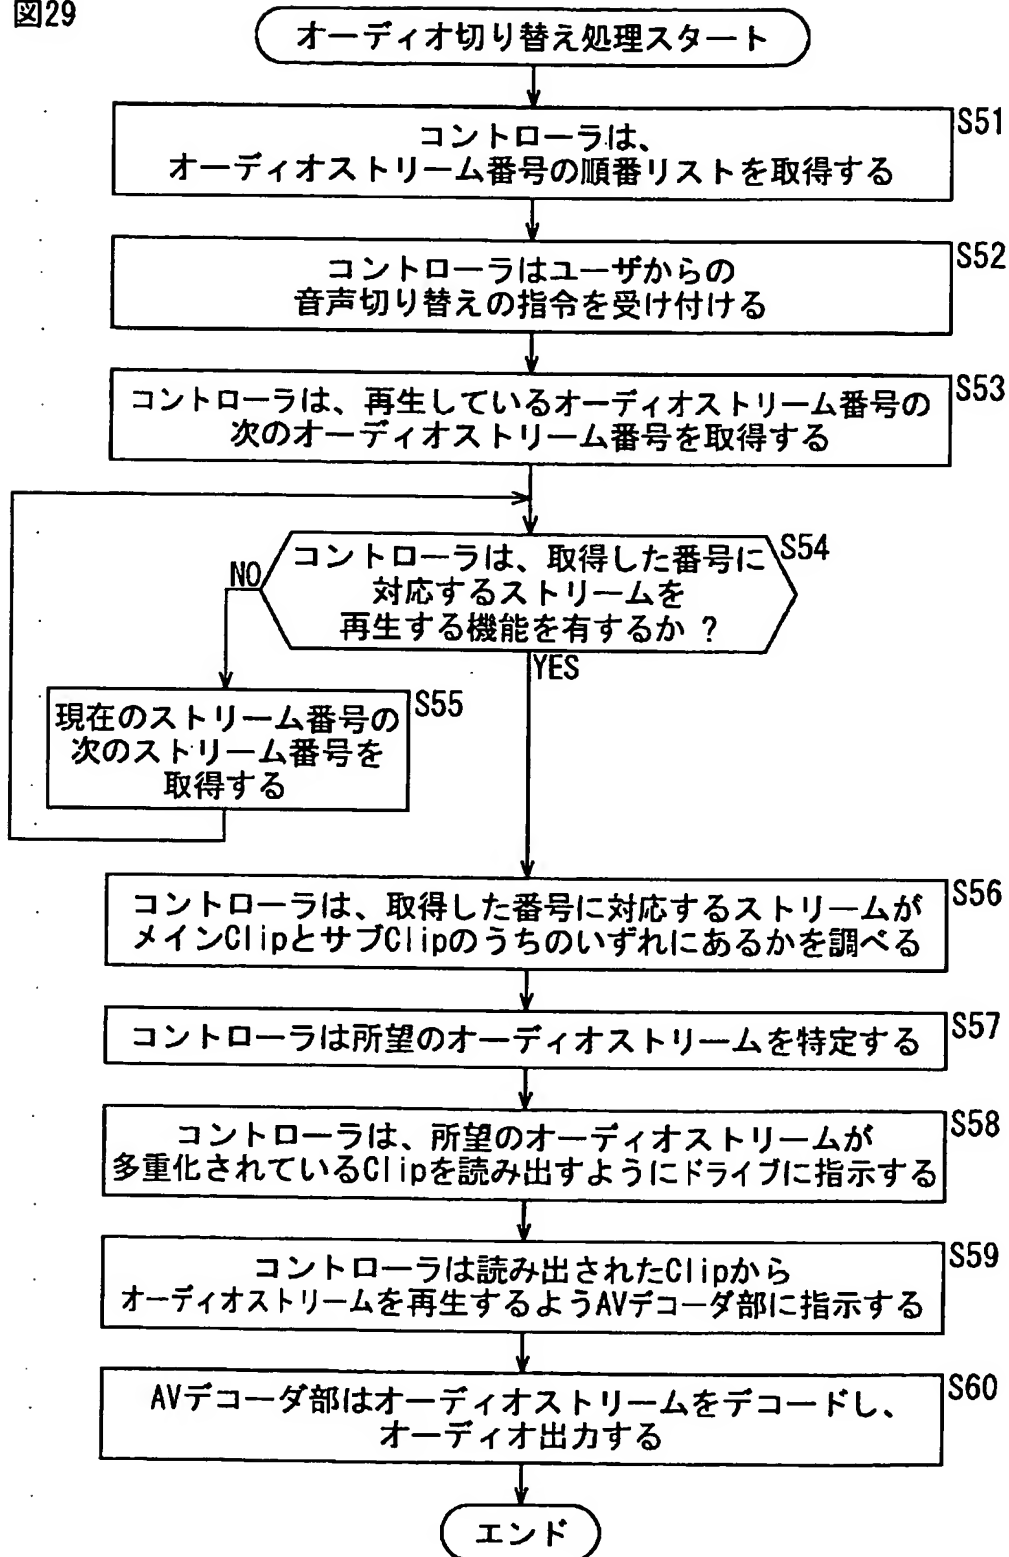 図29
オーディオ切り替え処理スタート
S51
コントローラは、
オーディオストリーム番号の順番リストを取得する
S52
コントローラはユーザからの
音声切り替えの指令を受け付ける
S53
コントローラは、再生しているオーディオストリーム番号の
次のオーディオストリーム番号を取得する
S54
コントローラは、取得した番号に
対応するストリームを
再生する機能を有するか？
NO
YES
S55
現在のストリーム番号の
次のストリーム番号を
取得する
S56
コントローラは、取得した番号に対応するストリームが
メインClipとサブClipのうちのいずれにあるかを調べる
S57
コントローラは所望のオーディオストリームを特定する
S58
コントローラは、所望のオーディオストリームが
多重化されているClipを読み出すようにドライブに指示する
S59
コントローラは読み出されたClipから
オーディオストリームを再生するようAVデコーダ部に指示する
S60
AVデコーダ部はオーディオストリームをデコードし、
オーディオ出力する
エンド